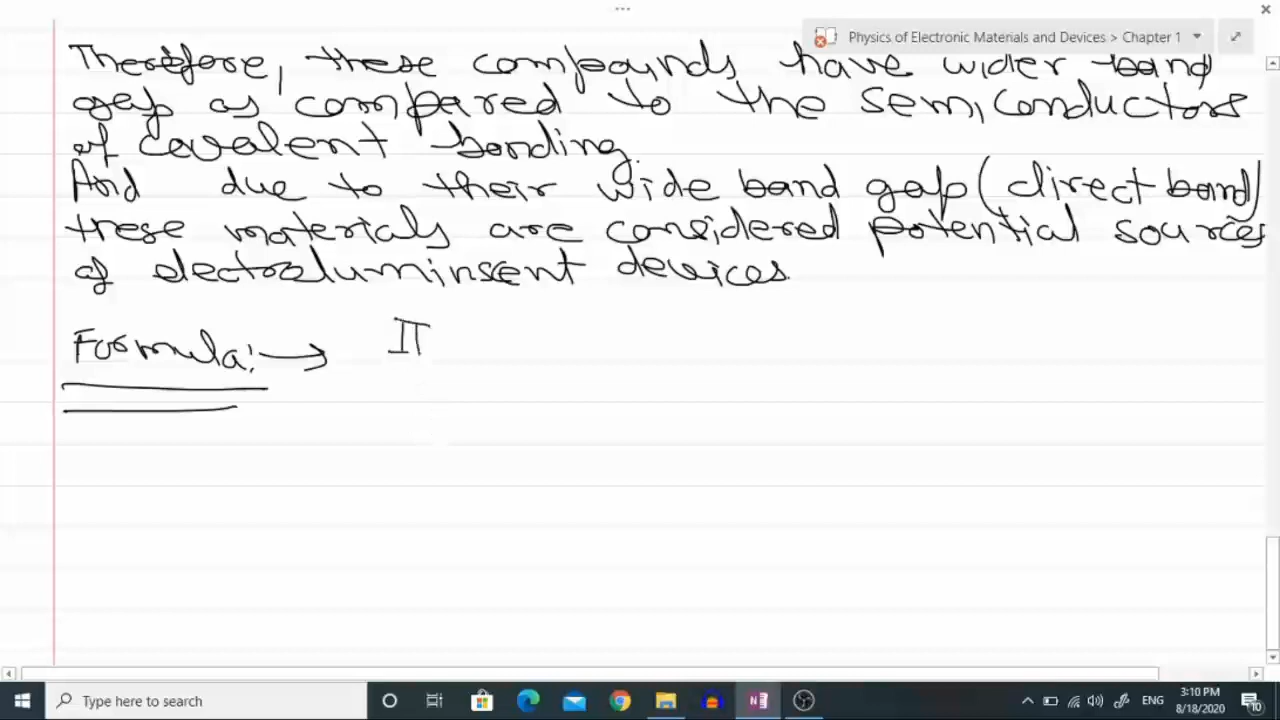 ...
Physics of Electronic Materials and Devices > Chapter 1
Therefore, these compounds have wider band
gap as compared to the semiconductors
of covalent bonding.
And due to their wide band gap (direct band)
these materials are considered potential sources
of electroluminscent devices
Formula:→ II
Type here to search
ENG
3:10 PM
8/18/2020
10